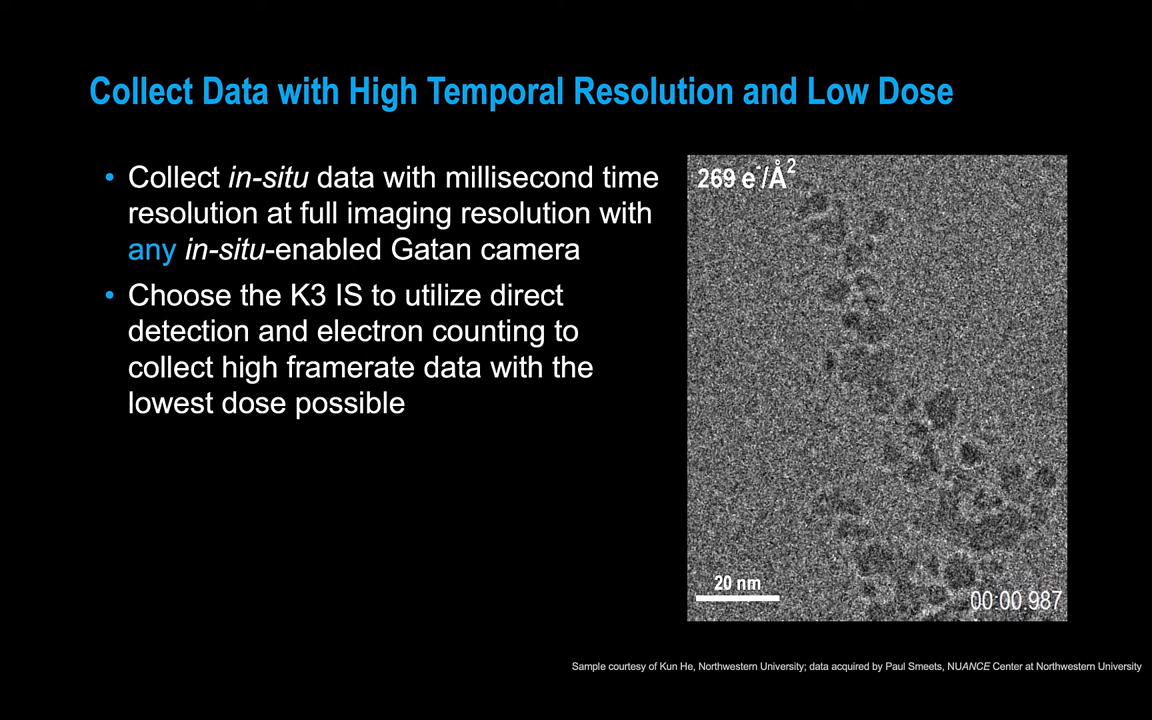 Collect Data with High Temporal Resolution and Low Dose
• Collect in-situ data with millisecond time
resolution at full imaging resolution with
any in-situ-enabled Gatan camera
• Choose the K3 IS to utilize direct
detection and electron counting to
collect high framerate data with the
lowest dose possible
269 e⁻/Å²
20 nm
00:00.987
Sample courtesy of Kun He, Northwestern University; data acquired by Paul Smeets, NUANCE Center at Northwestern University